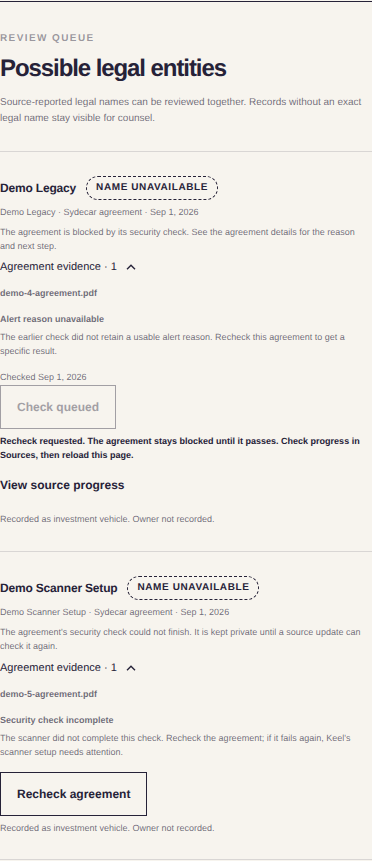 REVIEW QUEUE
Possible legal entities
Source-reported legal names can be reviewed together. Records without an exact
legal name stay visible for counsel.
Demo Legacy NAME UNAVAILABLE
Demo Legacy · Sydecar agreement · Sep 1, 2026
The agreement is blocked by its security check. See the agreement details for the reason
and next step.
Agreement evidence · 1
demo-4-agreement.pdf
Alert reason unavailable
The earlier check did not retain a usable alert reason. Recheck this agreement to get a
specific result.
Checked Sep 1, 2026
Check queued
Recheck requested. The agreement stays blocked until it passes. Check progress in
Sources, then reload this page.
View source progress
Recorded as investment vehicle. Owner not recorded.
Demo Scanner Setup NAME UNAVAILABLE
Demo Scanner Setup · Sydecar agreement · Sep 1, 2026
The agreement's security check could not finish. It is kept private until a source update can
check it again.
Agreement evidence · 1
demo-5-agreement.pdf
Security check incomplete
The scanner did not complete this check. Recheck the agreement; if it fails again, Keel's
scanner setup needs attention.
Recheck agreement
Recorded as investment vehicle. Owner not recorded.